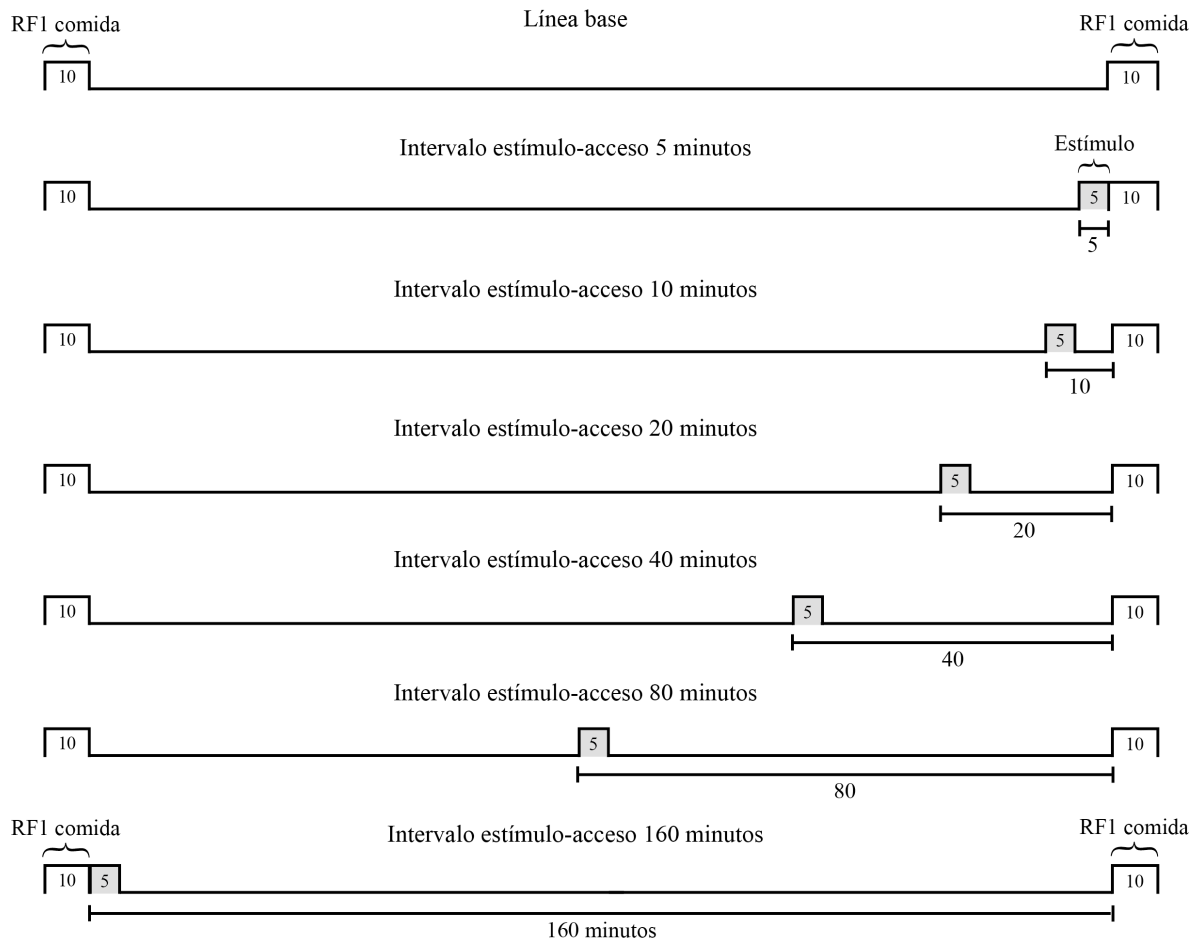 Línea base
RF1 comida
RF1 comida
10
10
Intervalo estímulo-acceso 5 minutos
Estímulo
10
5
10
5
Intervalo estímulo-acceso 10 minutos
10
5
10
10
Intervalo estímulo-acceso 20 minutos
10
5
10
20
Intervalo estímulo-acceso 40 minutos
10
5
10
40
Intervalo estímulo-acceso 80 minutos
10
5
10
80
RF1 comida
Intervalo estímulo-acceso 160 minutos
RF1 comida
10
5
10
160 minutos